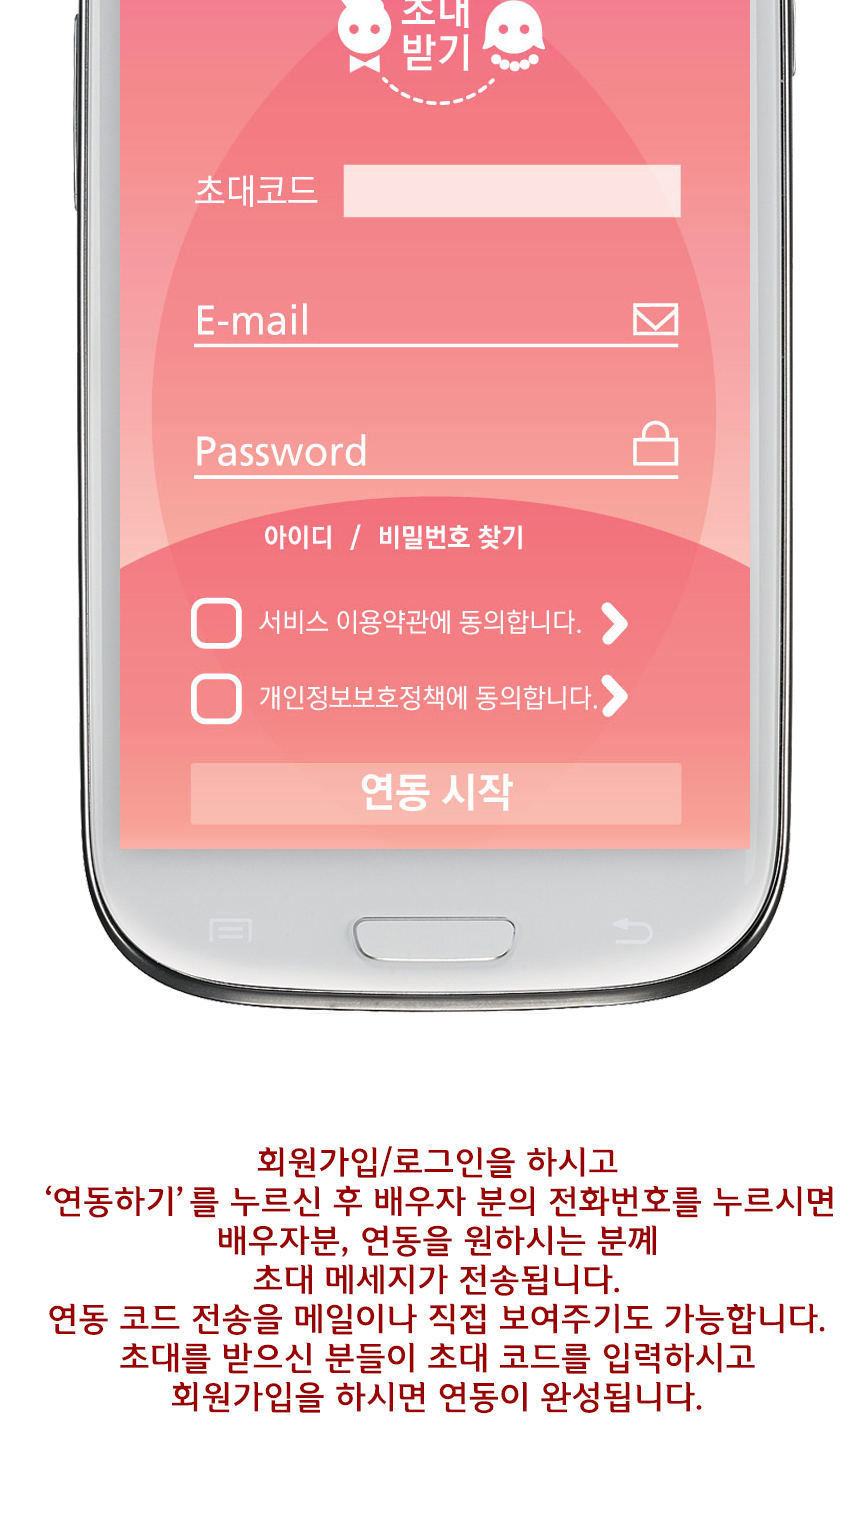 초대
받기
초대코드
E-mail
Password
아이디 / 비밀번호 찾기
서비스 이용약관에 동의합니다.
개인정보보호정책에 동의합니다.
연동 시작
회원가입/로그인을 하시고
‘연동하기’ 를 누르신 후 배우자 분의 전화번호를 누르시면
배우자분, 연동을 원하시는 분꼐
초대 메세지가 전송됩니다.
연동 코드 전송을 메일이나 직접 보여주기도 가능합니다.
초대를 받으신 분들이 초대 코드를 입력하시고
회원가입을 하시면 연동이 완성됩니다.